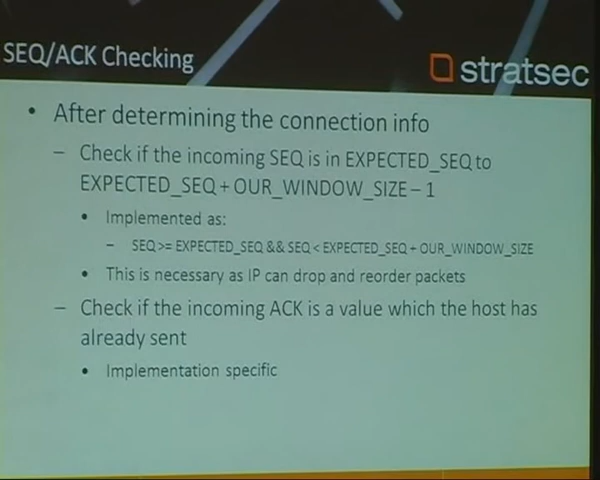 SEQ/ACK Checking
stratsec
• After determining the connection info
– Check if the incoming SEQ is in EXPECTED_SEQ to
EXPECTED_SEQ + OUR_WINDOW_SIZE – 1
• Implemented as:
– SEQ >= EXPECTED_SEQ && SEQ < EXPECTED_SEQ + OUR_WINDOW_SIZE
• This is necessary as IP can drop and reorder packets
– Check if the incoming ACK is a value which the host has
already sent
• Implementation specific